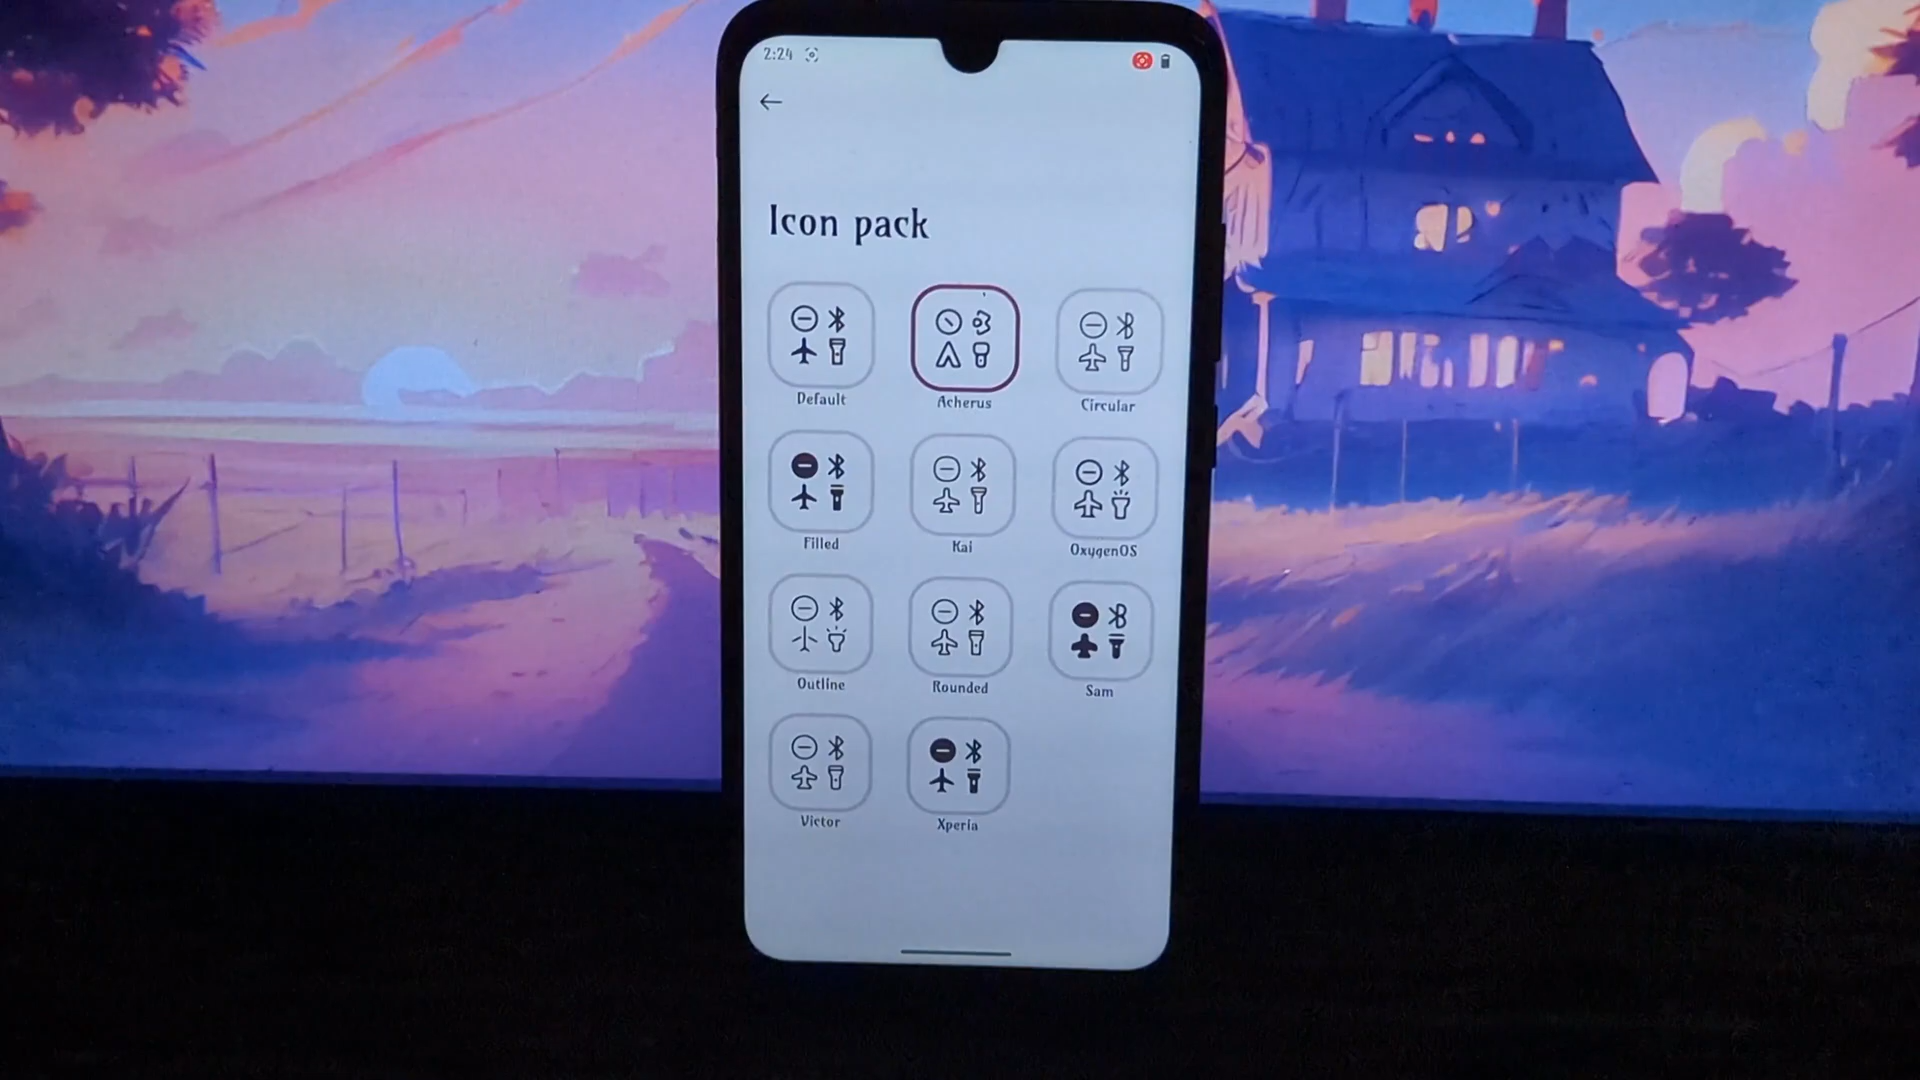 2:24
Icon pack
Default
Acherus
Circular
Filled
Kai
OxygenOS
Outline
Rounded
Sam
Victor
Xperia